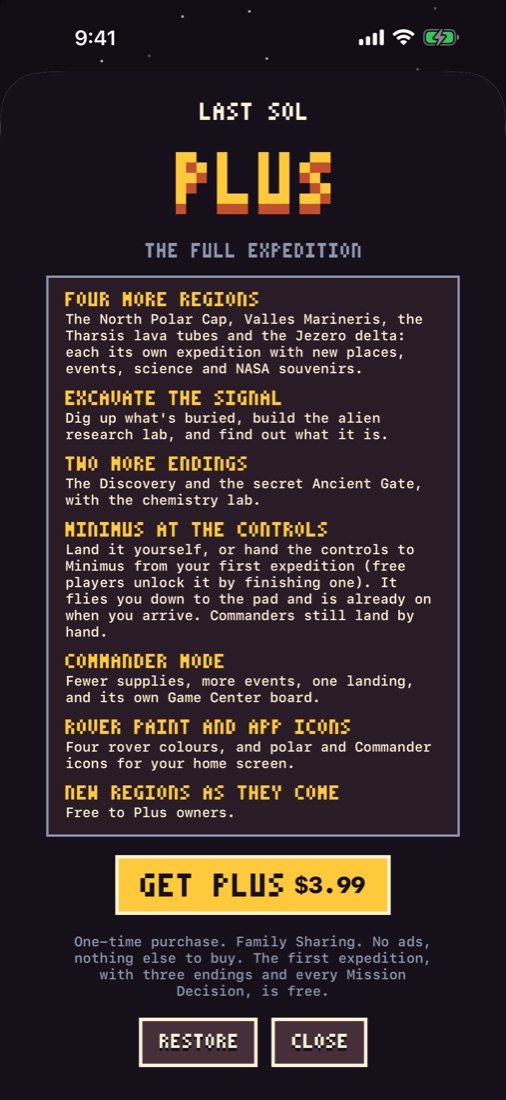 9:41
LAST SOL
PLUS
THE FULL EXPEDITION
FOUR MORE REGIONS
The North Polar Cap, Valles Marineris, the
Tharsis lava tubes and the Jezero delta:
each its own expedition with new places,
events, science and NASA souvenirs.
EXCAVATE THE SIGNAL
Dig up what's buried, build the alien
research lab, and find out what it is.
TWO MORE ENDINGS
The Discovery and the secret Ancient Gate,
with the chemistry lab.
MINIMUS AT THE CONTROLS
Land it yourself, or hand the controls to
Minimus from your first expedition (free
players unlock it by finishing one). It
flies you down to the pad and is already on
when you arrive. Commanders still land by
hand.
COMMANDER MODE
Fewer supplies, more events, one landing,
and its own Game Center board.
ROVER PAINT AND APP ICONS
Four rover colours, and polar and Commander
icons for your home screen.
NEW REGIONS AS THEY COME
Free to Plus owners.
GET PLUS $3.99
One-time purchase. Family Sharing. No ads,
nothing else to buy. The first expedition,
with three endings and every Mission
Decision, is free.
RESTORE CLOSE